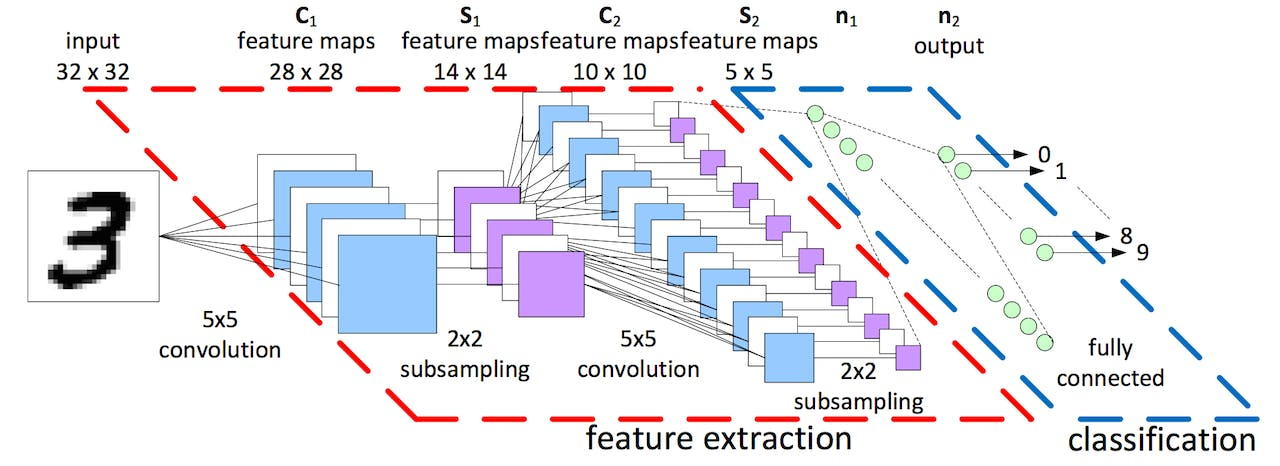 C1
S1
C2
S2
n1
n2
input
feature maps
feature maps
feature maps
feature maps
output
32 x 32
28 x 28
14 x 14
10 x 10
5 x 5
3
0
1
8
9
5x5
convolution
2x2
subsampling
5x5
convolution
2x2
subsampling
fully
connected
feature extraction
classification